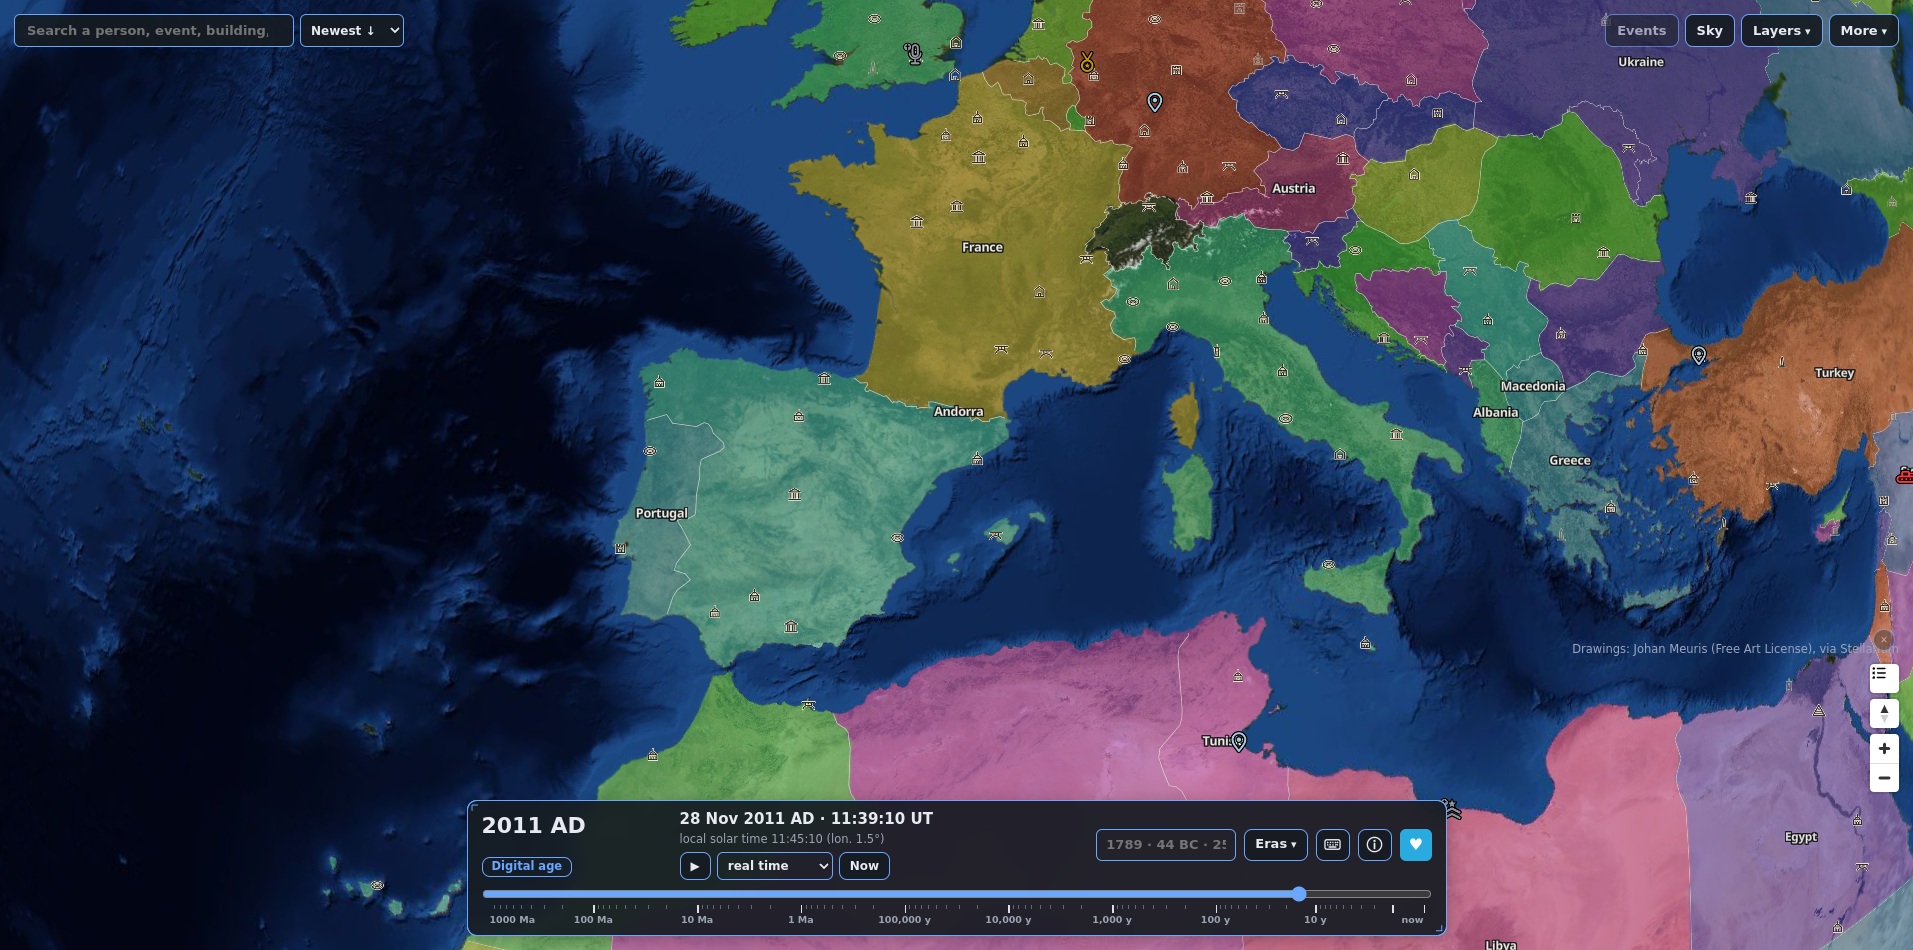 Search a person, event, building,
Newest ↓
Events
Sky
Layers ▾
More ▾
Ukraine
Austria
France
Turkey
Macedonia
Andorra
Albania
Greece
Portugal
Drawings: Johan Meuris (Free Art License), via
Egypt
Libya
2011 AD
Digital age
28 Nov 2011 AD · 11:39:10 UT
local solar time 11:45:10 (lon. 1.5°)
▶
real time
Now
1789 · 44 BC · 25
Eras ▾
1000 Ma
100 Ma
10 Ma
1 Ma
100,000 y
10,000 y
1,000 y
100 y
10 y
now